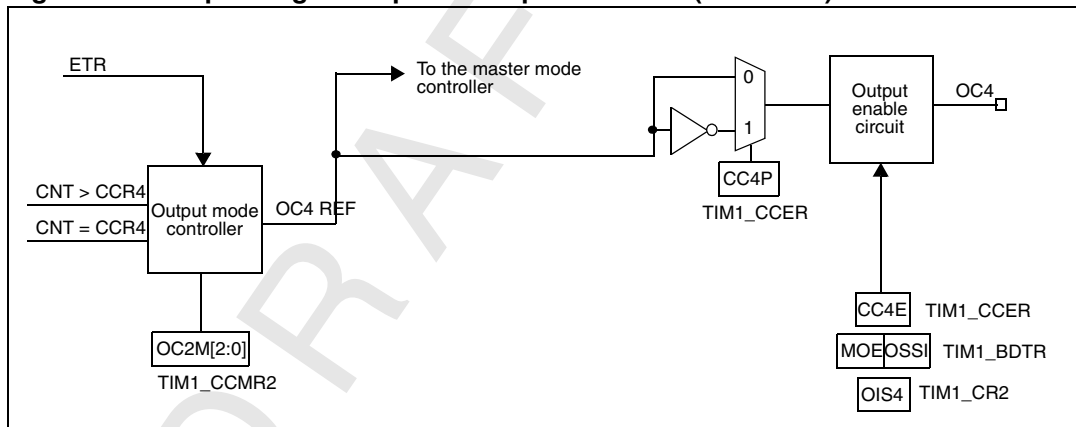 ETR
To the master mode
controller
0
1
Output
enable
circuit
OC4
CNT > CCR4
CNT = CCR4
Output mode
controller
OC4 REF
CC4P
TIM1_CCER
OC2M[2:0]
TIM1_CCMR2
CC4E TIM1_CCER
MOE OSSI TIM1_BDTR
OIS4 TIM1_CR2